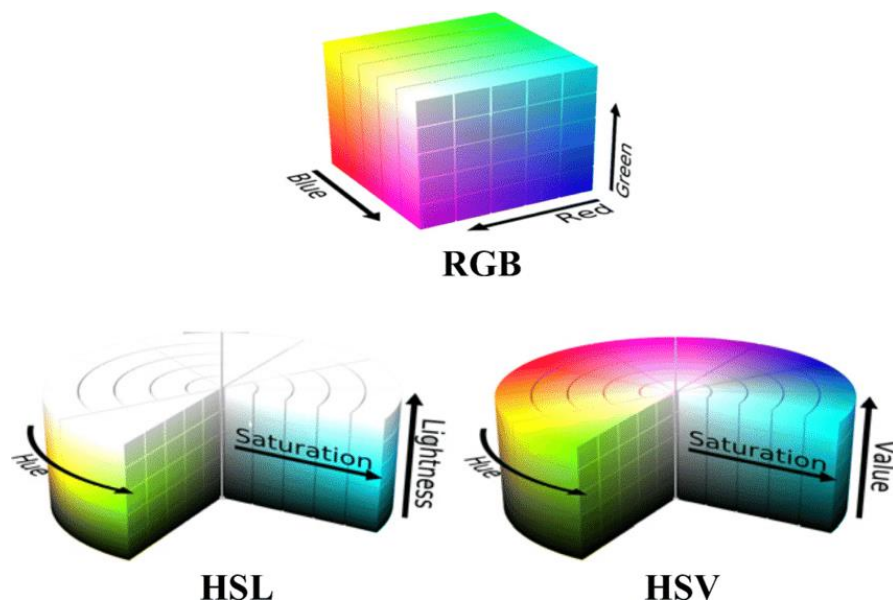 Blue
Red
Green
RGB
Hue
Saturation
Lightness
HSL
Hue
Saturation
Value
HSV